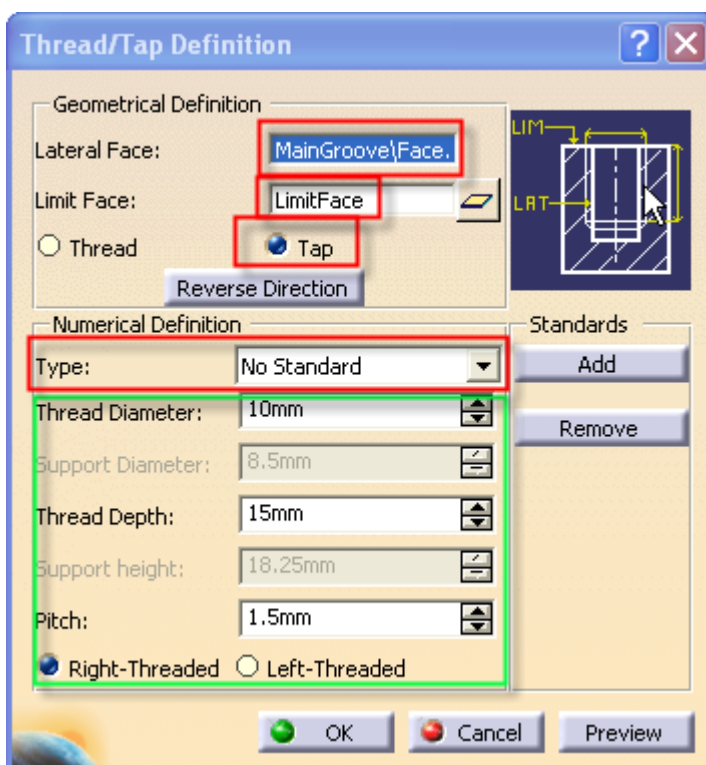 Thread/Tap Definition
Geometrical Definition
Lateral Face: MainGroove\Face.
Limit Face: LimitFace
Thread Tap
Reverse Direction
LIM
LAT
Numerical Definition
Type: No Standard
Thread Diameter: 10mm
Support Diameter: 8.5mm
Thread Depth: 15mm
Support height: 18.25mm
Pitch: 1.5mm
Right-Threaded Left-Threaded
Standards
Add
Remove
OK Cancel Preview